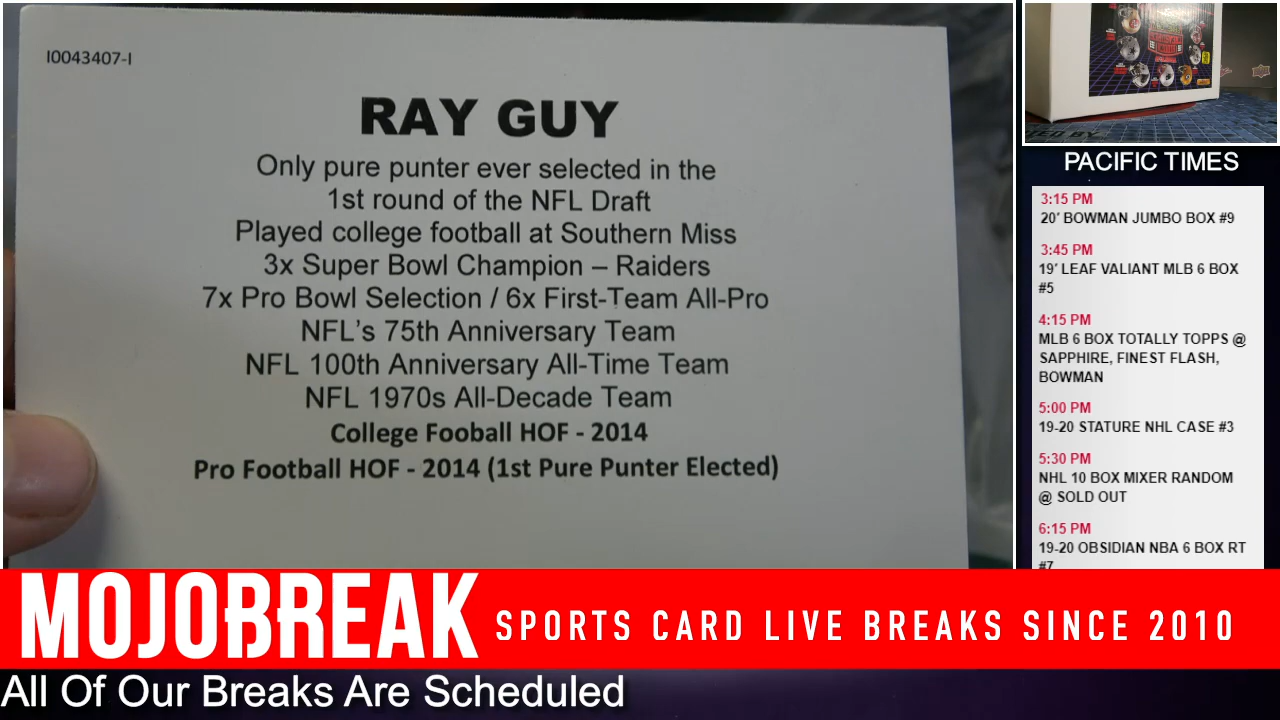 I0043407-I
RAY GUY
Only pure punter ever selected in the
1st round of the NFL Draft
Played college football at Southern Miss
3x Super Bowl Champion – Raiders
7x Pro Bowl Selection / 6x First-Team All-Pro
NFL's 75th Anniversary Team
NFL 100th Anniversary All-Time Team
NFL 1970s All-Decade Team
College Fooball HOF - 2014
Pro Football HOF - 2014 (1st Pure Punter Elected)
PACIFIC TIMES
3:15 PM
20' BOWMAN JUMBO BOX #9
3:45 PM
19' LEAF VALIANT MLB 6 BOX
#5
4:15 PM
MLB 6 BOX TOTALLY TOPPS @
SAPPHIRE, FINEST FLASH,
BOWMAN
5:00 PM
19-20 STATURE NHL CASE #3
5:30 PM
NHL 10 BOX MIXER RANDOM
@ SOLD OUT
6:15 PM
19-20 OBSIDIAN NBA 6 BOX RT
#7
MOJOBREAK SPORTS CARD LIVE BREAKS SINCE 2010
All Of Our Breaks Are Scheduled